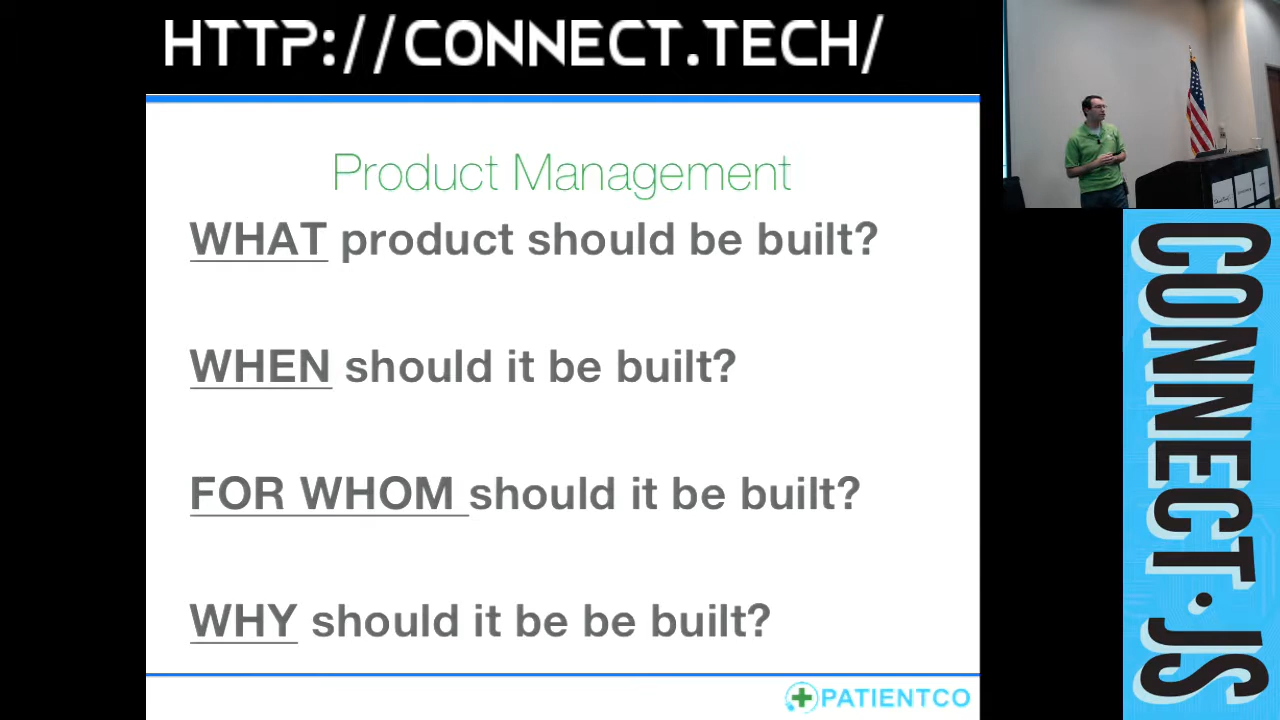 HTTP://CONNECT.TECH/
Product Management
WHAT product should be built?
WHEN should it be built?
FOR WHOM should it be built?
WHY should it be be built?
PATIENTCO
CONNECT.JS